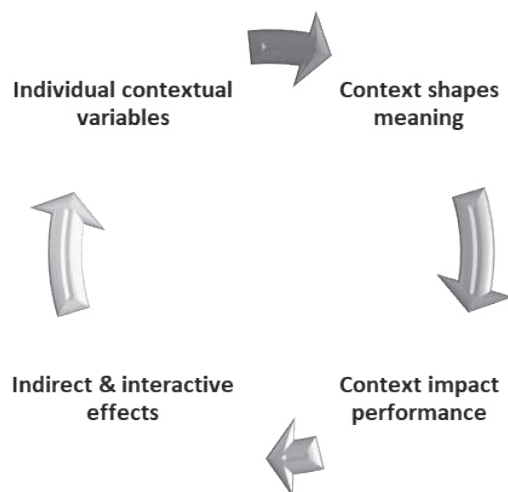 Individual contextual
variables
Context shapes
meaning
Indirect & interactive
effects
Context impact
performance